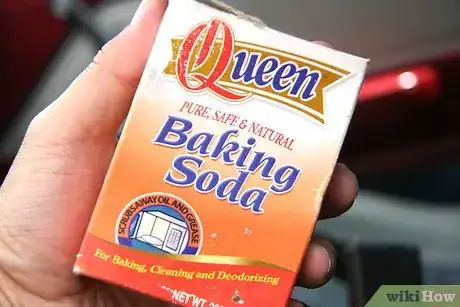 Queen
PURE, SAFE & NATURAL
Baking
Soda
SCRUBS AWAY OIL AND GREASE
For Baking, Cleaning and Deodorizing
NET WT
wikiHow